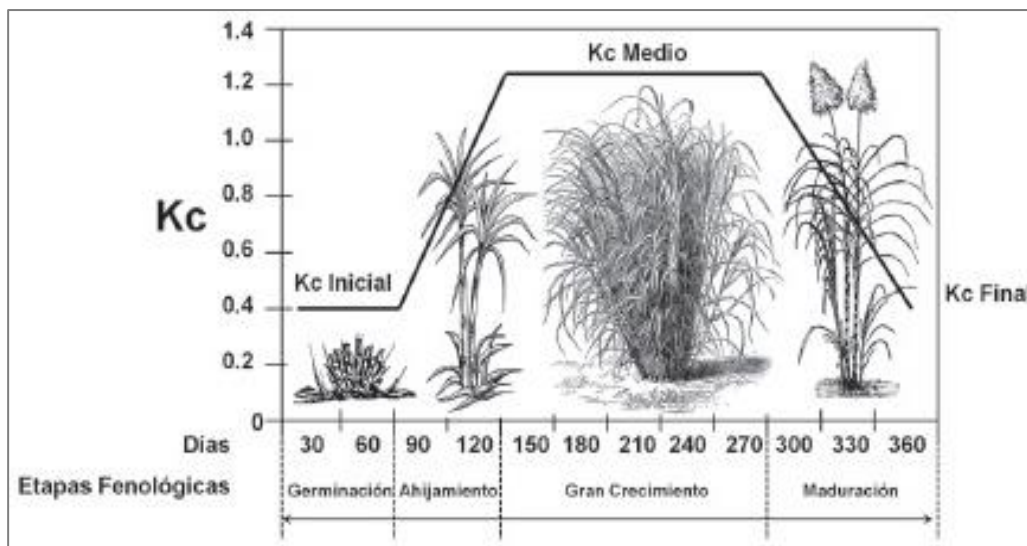 1.4
Kc Medio
1.2
1.0
0.8
Kc
0.6
Kc Inicial
Kc Final
0.4
0.2
0
Días 30 60 90 120 150 180 210 240 270 300 330 360
Etapas Fenológicas Germinación Ahijamiento Gran Crecimiento Maduración